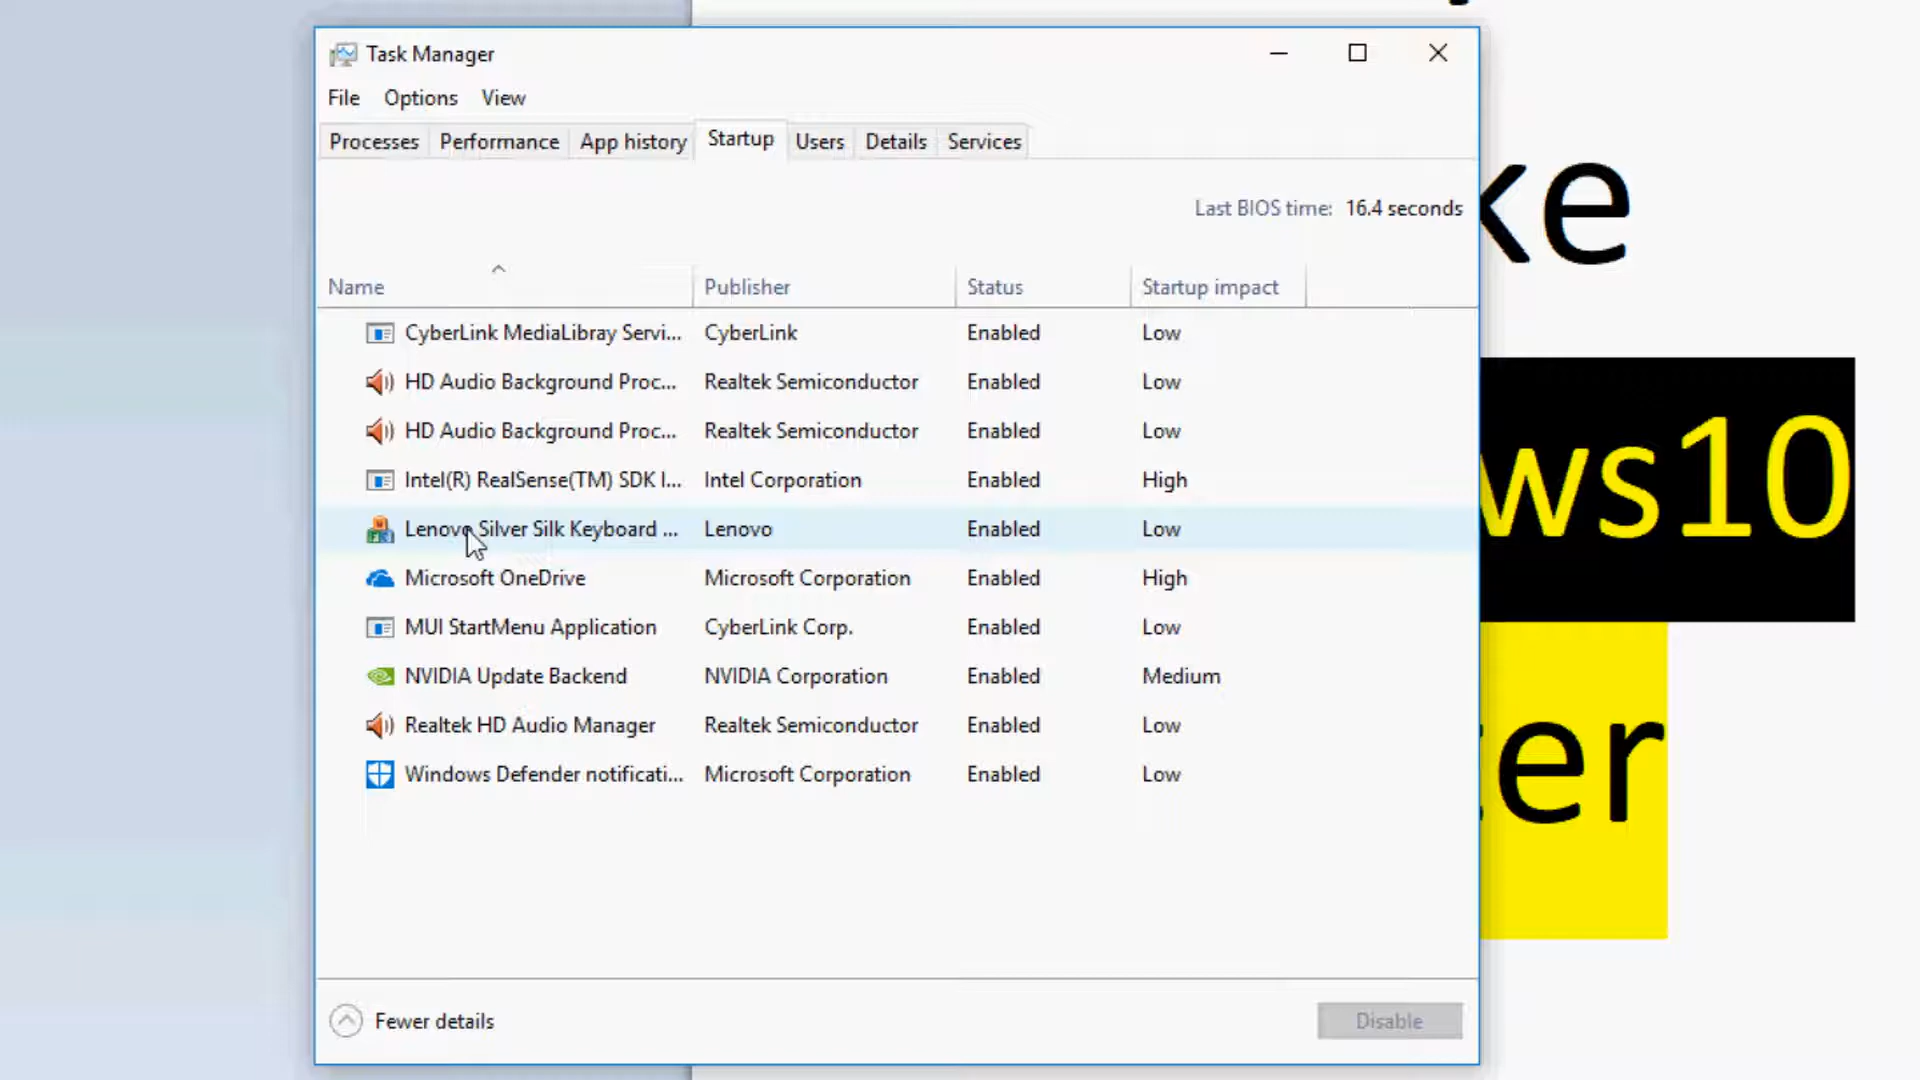 Task Manager
File Options View
Processes Performance App history Startup Users Details Services
Last BIOS time: 16.4 seconds
Name Publisher Status Startup impact
CyberLink MediaLibray Servi... CyberLink Enabled Low
HD Audio Background Proc... Realtek Semiconductor Enabled Low
HD Audio Background Proc... Realtek Semiconductor Enabled Low
Intel(R) RealSense(TM) SDK I... Intel Corporation Enabled High
Lenovo Silver Silk Keyboard ... Lenovo Enabled Low
Microsoft OneDrive Microsoft Corporation Enabled High
MUI StartMenu Application CyberLink Corp. Enabled Low
NVIDIA Update Backend NVIDIA Corporation Enabled Medium
Realtek HD Audio Manager Realtek Semiconductor Enabled Low
Windows Defender notificati... Microsoft Corporation Enabled Low
Fewer details Disable
ke
ws10
er